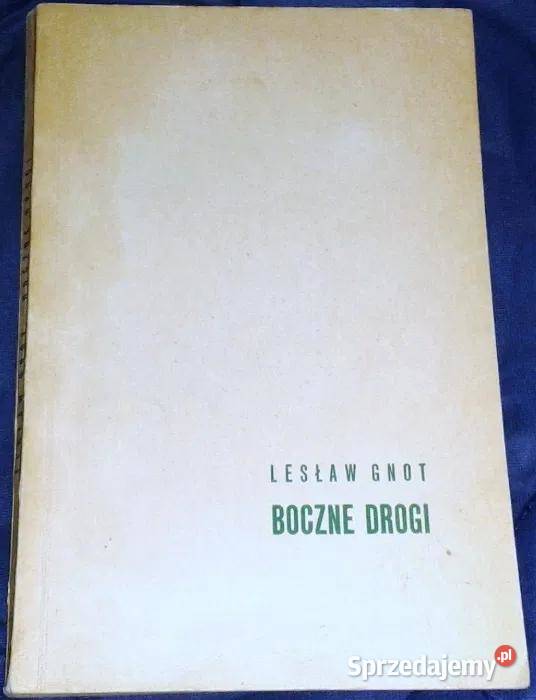 LESŁAW GNOT
BOCZNE DROGI
Sprzedajemy.pl